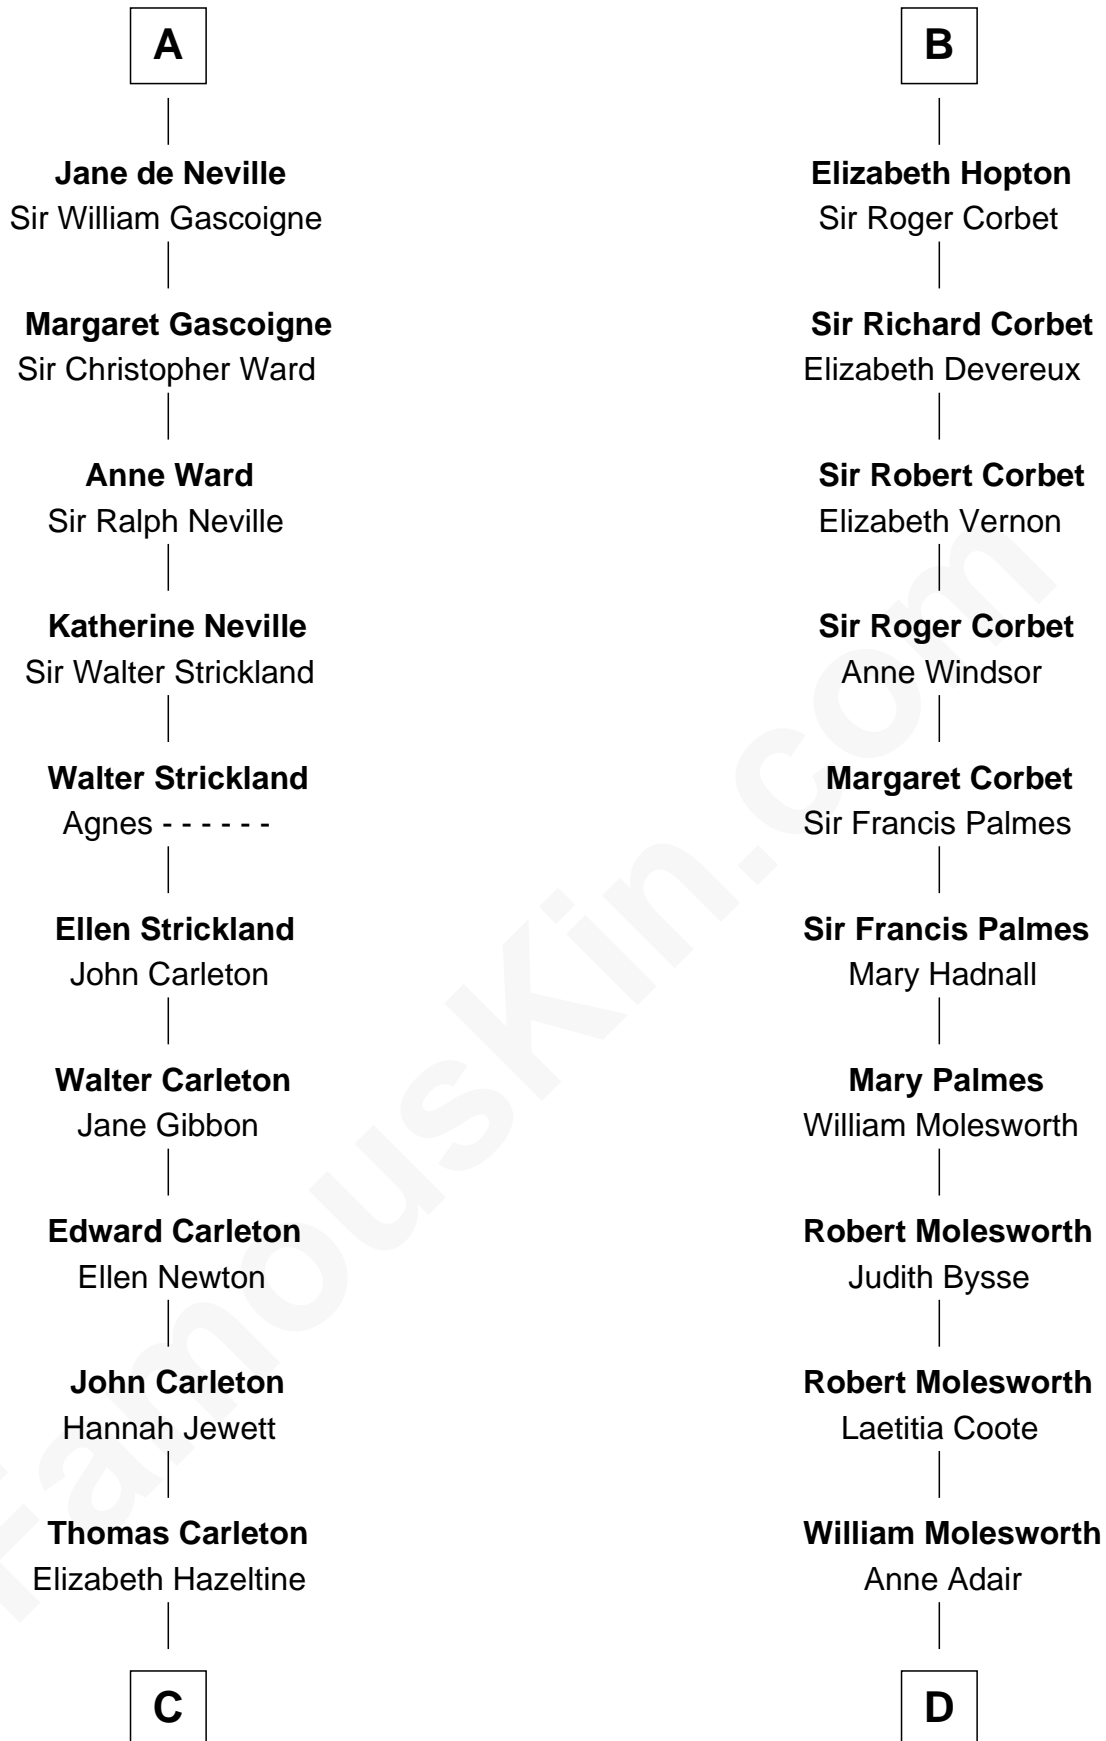 A
Jane de Neville
Sir William Gascoigne
Margaret Gascoigne
Sir Christopher Ward
Anne Ward
Sir Ralph Neville
Katherine Neville
Sir Walter Strickland
Walter Strickland
Agnes - - - - - -
Ellen Strickland
John Carleton
Walter Carleton
Jane Gibbon
Edward Carleton
Ellen Newton
John Carleton
Hannah Jewett
Thomas Carleton
Elizabeth Hazeltine
C
B
Elizabeth Hopton
Sir Roger Corbet
Sir Richard Corbet
Elizabeth Devereux
Sir Robert Corbet
Elizabeth Vernon
Sir Roger Corbet
Anne Windsor
Margaret Corbet
Sir Francis Palmes
Sir Francis Palmes
Mary Hadnall
Mary Palmes
William Molesworth
Robert Molesworth
Judith Bysse
Robert Molesworth
Laetitia Coote
William Molesworth
Anne Adair
D
FamousKin.com